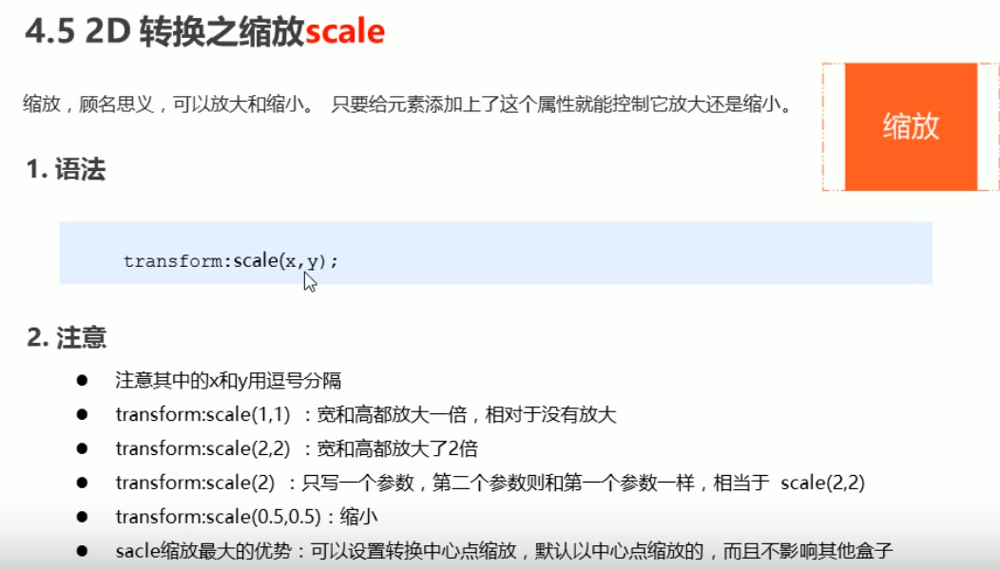 4.5 2D 转换之缩放scale
缩放，顾名思义，可以放大和缩小。 只要给元素添加上了这个属性就能控制它放大还是缩小。
缩放
1. 语法
transform:scale(x,y);
2. 注意
● 注意其中的x和y用逗号分隔
● transform:scale(1,1) ：宽和高都放大一倍，相对于没有放大
● transform:scale(2,2) ：宽和高都放大了2倍
● transform:scale(2) ：只写一个参数，第二个参数则和第一个参数一样，相当于 scale(2,2)
● transform:scale(0.5,0.5)：缩小
● sacle缩放最大的优势：可以设置转换中心点缩放，默认以中心点缩放的，而且不影响其他盒子